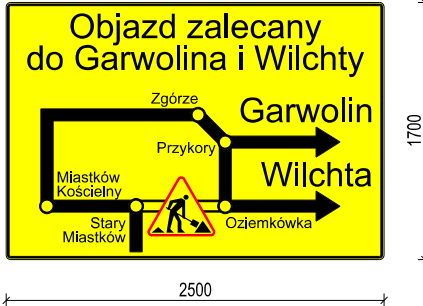 Objazd zalecany
do Garwolina i Wilchty
Zgórze
Garwolin
Przykory
Wilchta
Miastków
Kościelny
Stary
Miastków
Oziemkówka
1700
2500